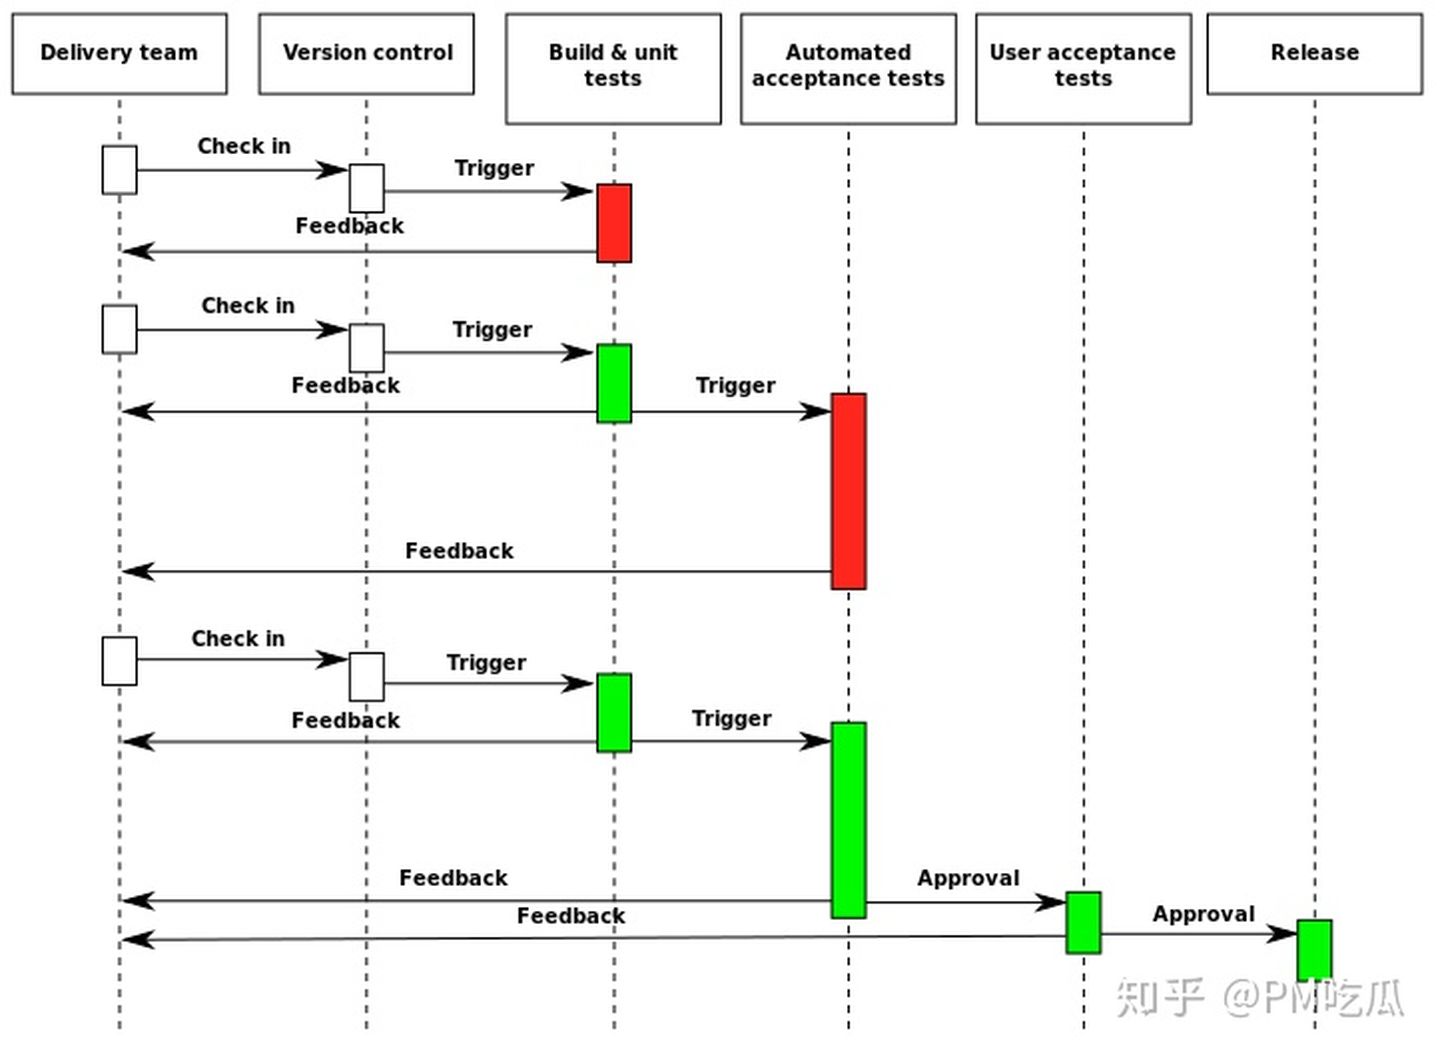 Delivery team
Version control
Build & unit
tests
Automated
acceptance tests
User acceptance
tests
Release
Check in
Trigger
Feedback
Check in
Trigger
Feedback
Trigger
Feedback
Check in
Trigger
Feedback
Trigger
Feedback
Approval
Feedback
Approval
知乎 @PM吃瓜